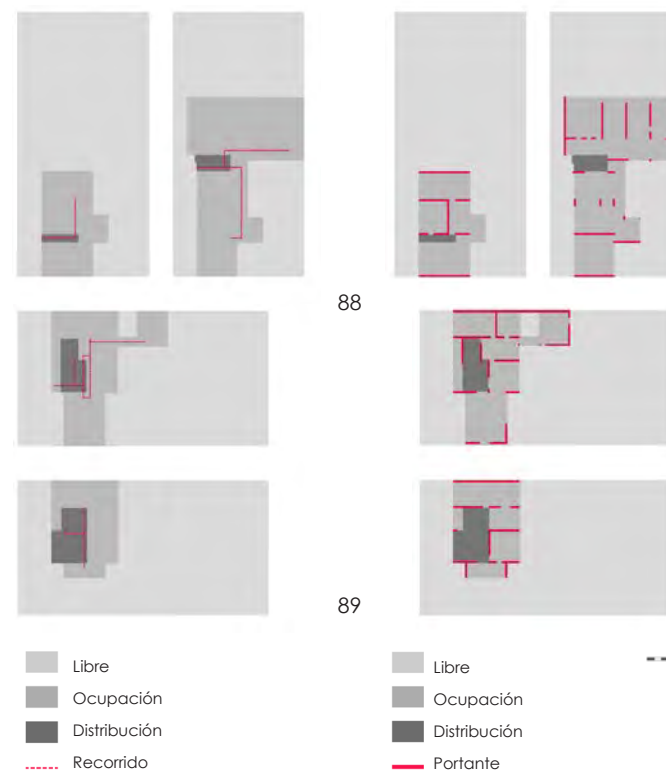 88
89
Libre
Ocupación
Distribución
Recorrido
Libre
Ocupación
Distribución
Portante